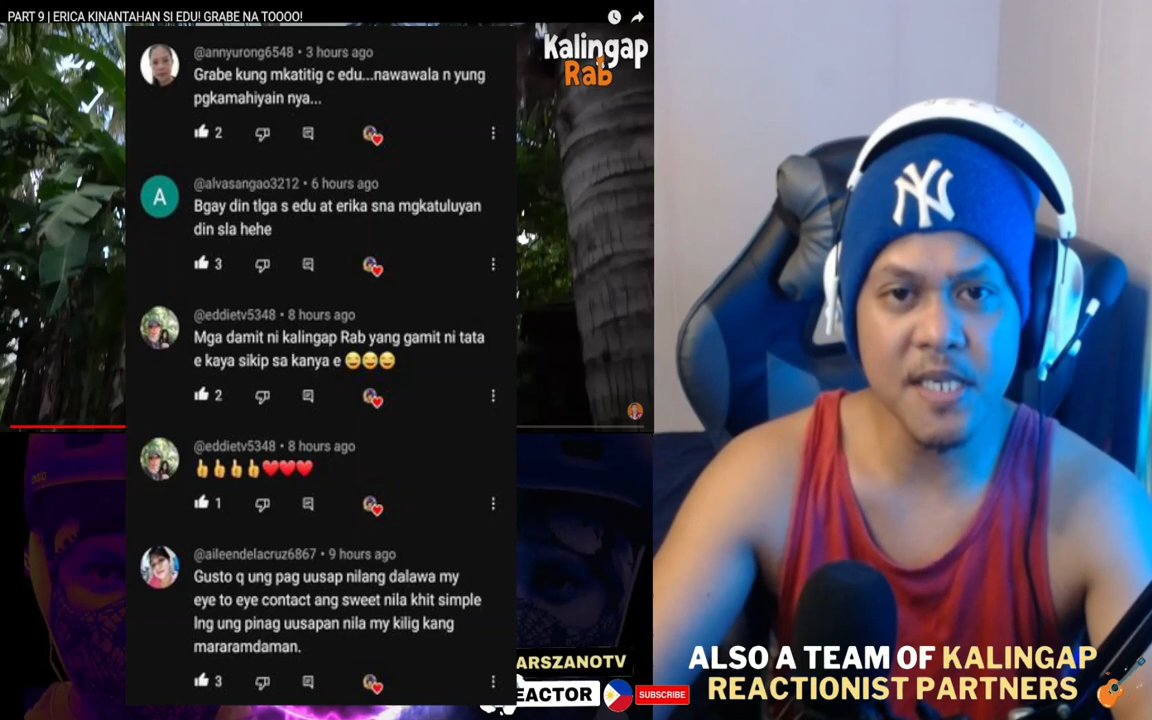 PART 9 | ERICA KINANTAHAN SI EDU! GRABE NA TOOOO!
Kalingap
Rab
@annyurong6548 • 3 hours ago
Grabe kung mkatitig c edu...nawawala n yung
pgkamahiyain nya...
2
A
@alvasangao3212 • 6 hours ago
Bgay din tlga s edu at erika sna mgkatuluyan
din sla hehe
3
@eddietv5348 • 8 hours ago
Mga damit ni kalingap Rab yang gamit ni tata
e kaya sikip sa kanya e 😅😅😅
2
@eddietv5348 • 8 hours ago
👍👍👍👍❤️❤️❤️
1
@aileendelacruz6867 • 9 hours ago
Gusto q ung pag uusap nilang dalawa my
eye to eye contact ang sweet nila khit simple
lng ung pinag uusapan nila my kilig kang
mararamdaman.
3
ARSZANOTV
EACTOR
SUBSCRIBE
NY
ALSO A TEAM OF KALINGAP
REACTIONIST PARTNERS